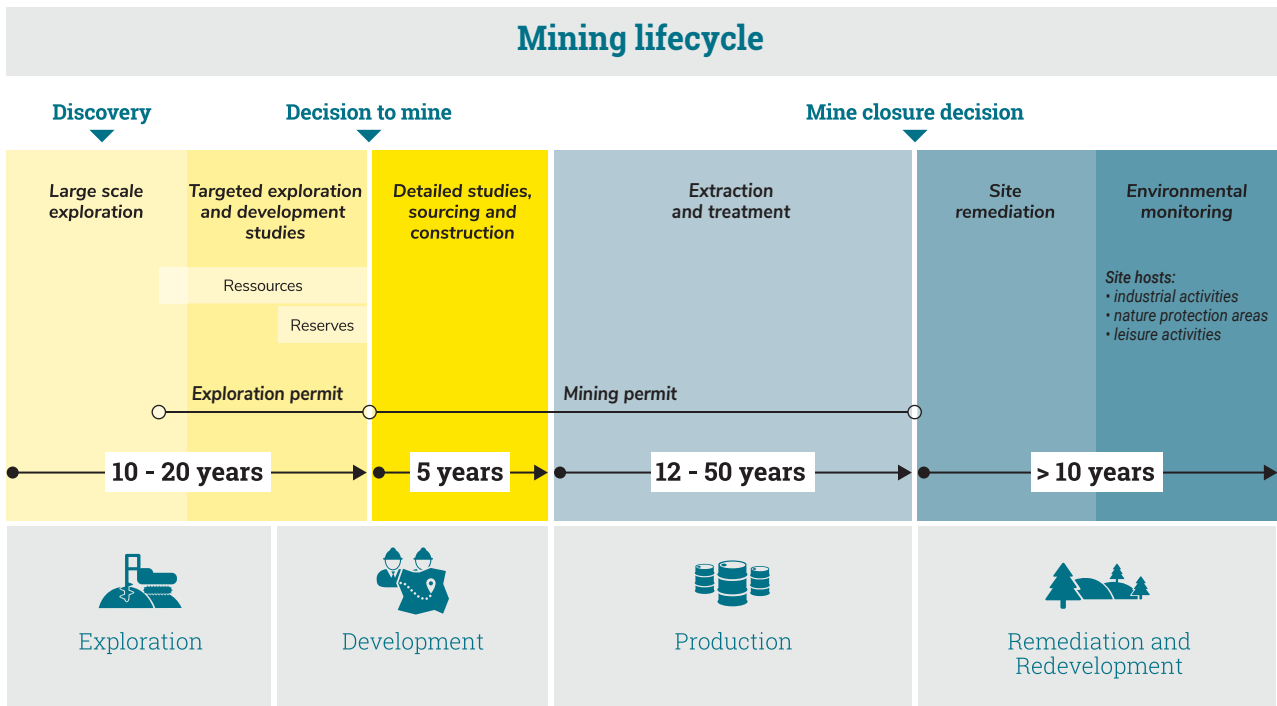 Mining lifecycle
Discovery
Decision to mine
Mine closure decision
Large scale
exploration
Targeted exploration
and development
studies
Detailed studies,
sourcing and
construction
Extraction
and treatment
Site
remediation
Environmental
monitoring
Ressources
Reserves
Site hosts:
• industrial activities
• nature protection areas
• leisure activities
Exploration permit
Mining permit
10 - 20 years
5 years
12 - 50 years
> 10 years
Exploration
Development
Production
Remediation and
Redevelopment